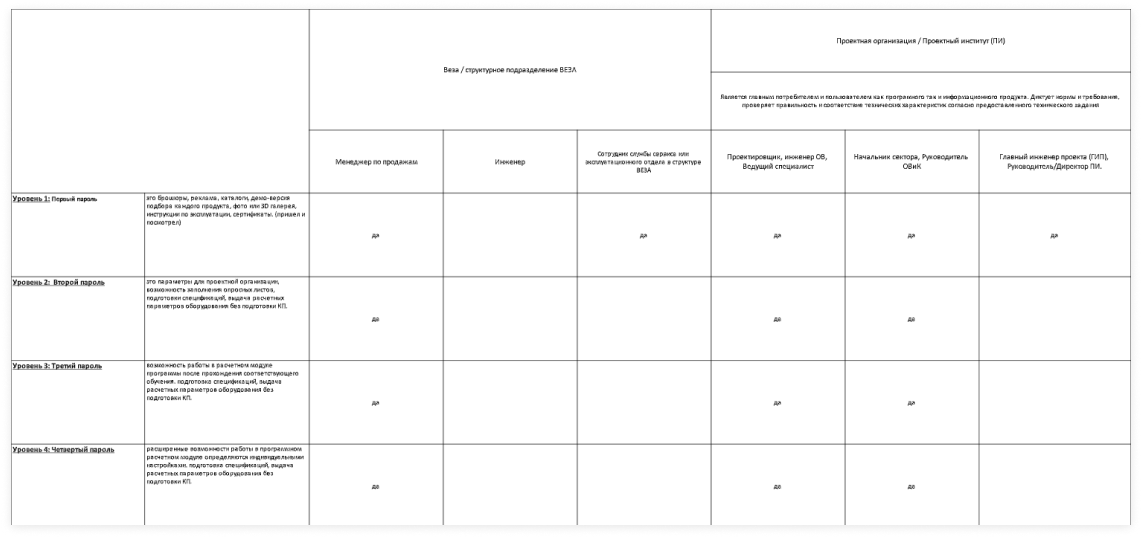 Веза / структурное подразделение ВЕЗА
Проектная организация / Проектный институт (ПИ)
Является главным потребителем и пользователем как програмного так и информационного продукта. Диктует нормы и требования,
проверяет правильность и соответствие технических характеристик согласно предоставленного технического задания
Менеджер по продажам
Инженер
Сотрудник службы сервиса или
эксплуатационного отдела в структуре
ВЕЗА
Проектировщик, инженер ОВ,
Ведущий специалист
Начальник сектора, Руководитель
ОВиК
Главный инженер проекта (ГИП),
Руководитель/Директор ПИ.
Уровень 1: Первый пароль
это брошюры, реклама, каталоги, демо-версия
подбора каждого продукта, фото или 3D галерея,
инструкции по эксплуатации, сертификаты. (пришел и
посмотрел)
да
да
да
да
да
Уровень 2: Второй пароль
это параметры для проектной организации,
возможность заполнения опросных листов,
подготовки спецификаций, выдача расчетных
параметров оборудования без подготовки КП.
да
да
да
Уровень 3: Третий пароль
возможность работы в расчетном модуле
программы после прохождения соответствующего
обучения. подготовка спецификаций, выдача
расчетных параметров оборудования без
подготовки КП.
да
да
да
Уровень 4: Четвертый пароль
расширенные возможности работы в программном
расчетном модуле определяются индивидуальными
настройками. подготовка спецификаций, выдача
расчетных параметров оборудования без
подготовки КП.
да
да
да